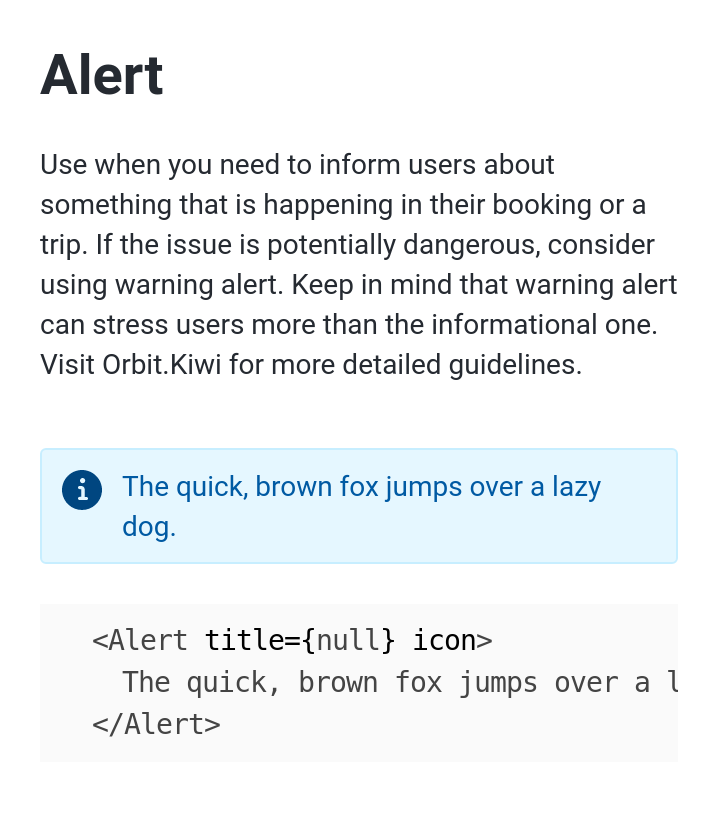 Alert
Use when you need to inform users about
something that is happening in their booking or a
trip. If the issue is potentially dangerous, consider
using warning alert. Keep in mind that warning alert
can stress users more than the informational one.
Visit Orbit.Kiwi for more detailed guidelines.
The quick, brown fox jumps over a lazy
dog.
<Alert title={null} icon>
The quick, brown fox jumps over a l
</Alert>